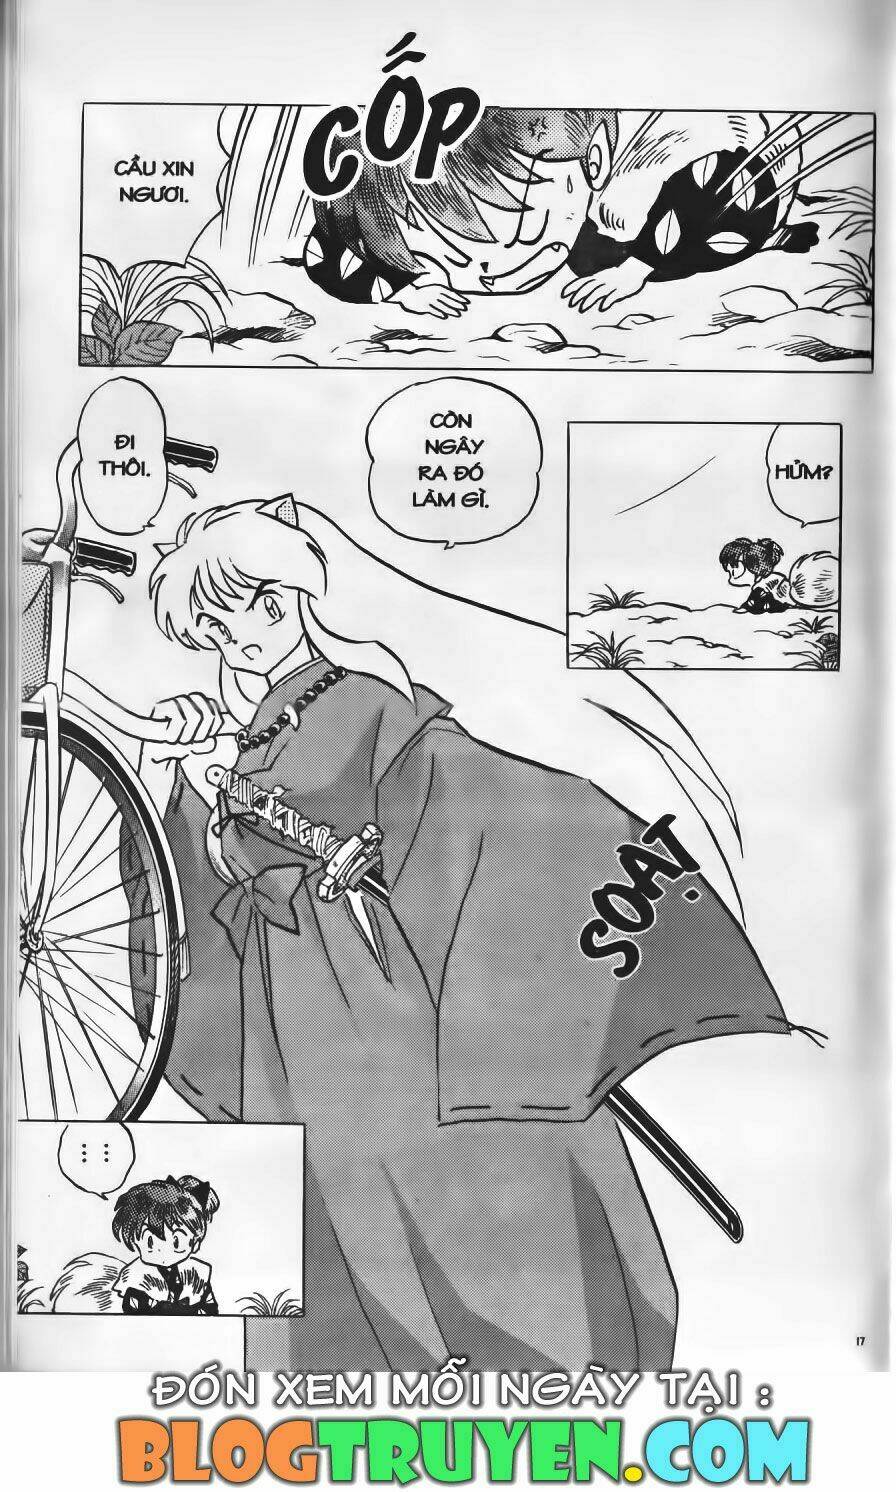 CỐP
CẦU XIN
NGƯƠI.
HỬM?
CÒN
NGÂY
RA ĐÓ
LÀM GÌ.
ĐI
THÔI.
SOẠT
⋮ ⋮
17
ĐÓN XEM MỖI NGÀY TẠI :
BLOGTRUYEN.COM